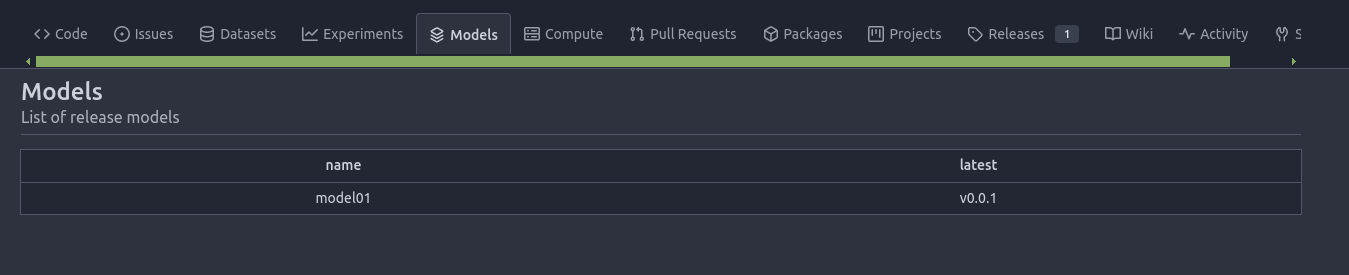 Code Issues Datasets Experiments Models Compute Pull Requests Packages Projects Releases 1 Wiki Activity S
Models
List of release models
name latest
model01 v0.0.1